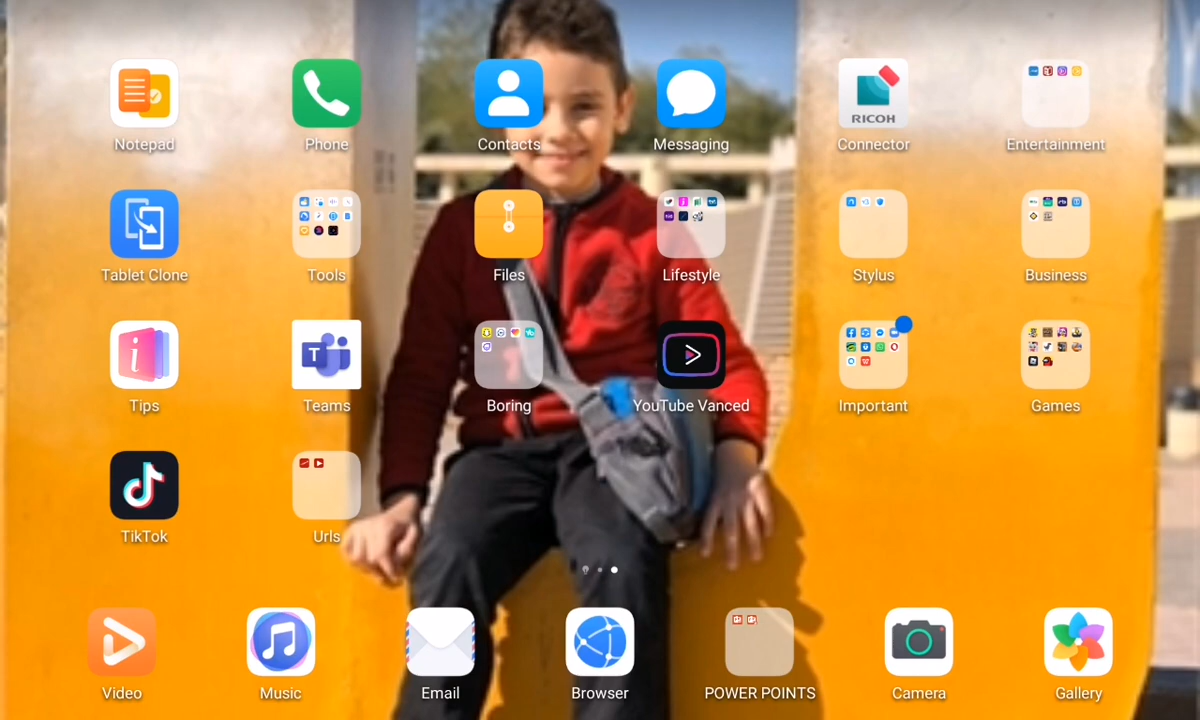 RICOH
Notepad
Phone
Contacts
Messaging
Connector
Entertainment
Tablet Clone
Tools
Files
Lifestyle
Stylus
Business
Tips
Teams
Boring
YouTube Vanced
Important
Games
TikTok
Urls
Video
Music
Email
Browser
POWER POINTS
Camera
Gallery